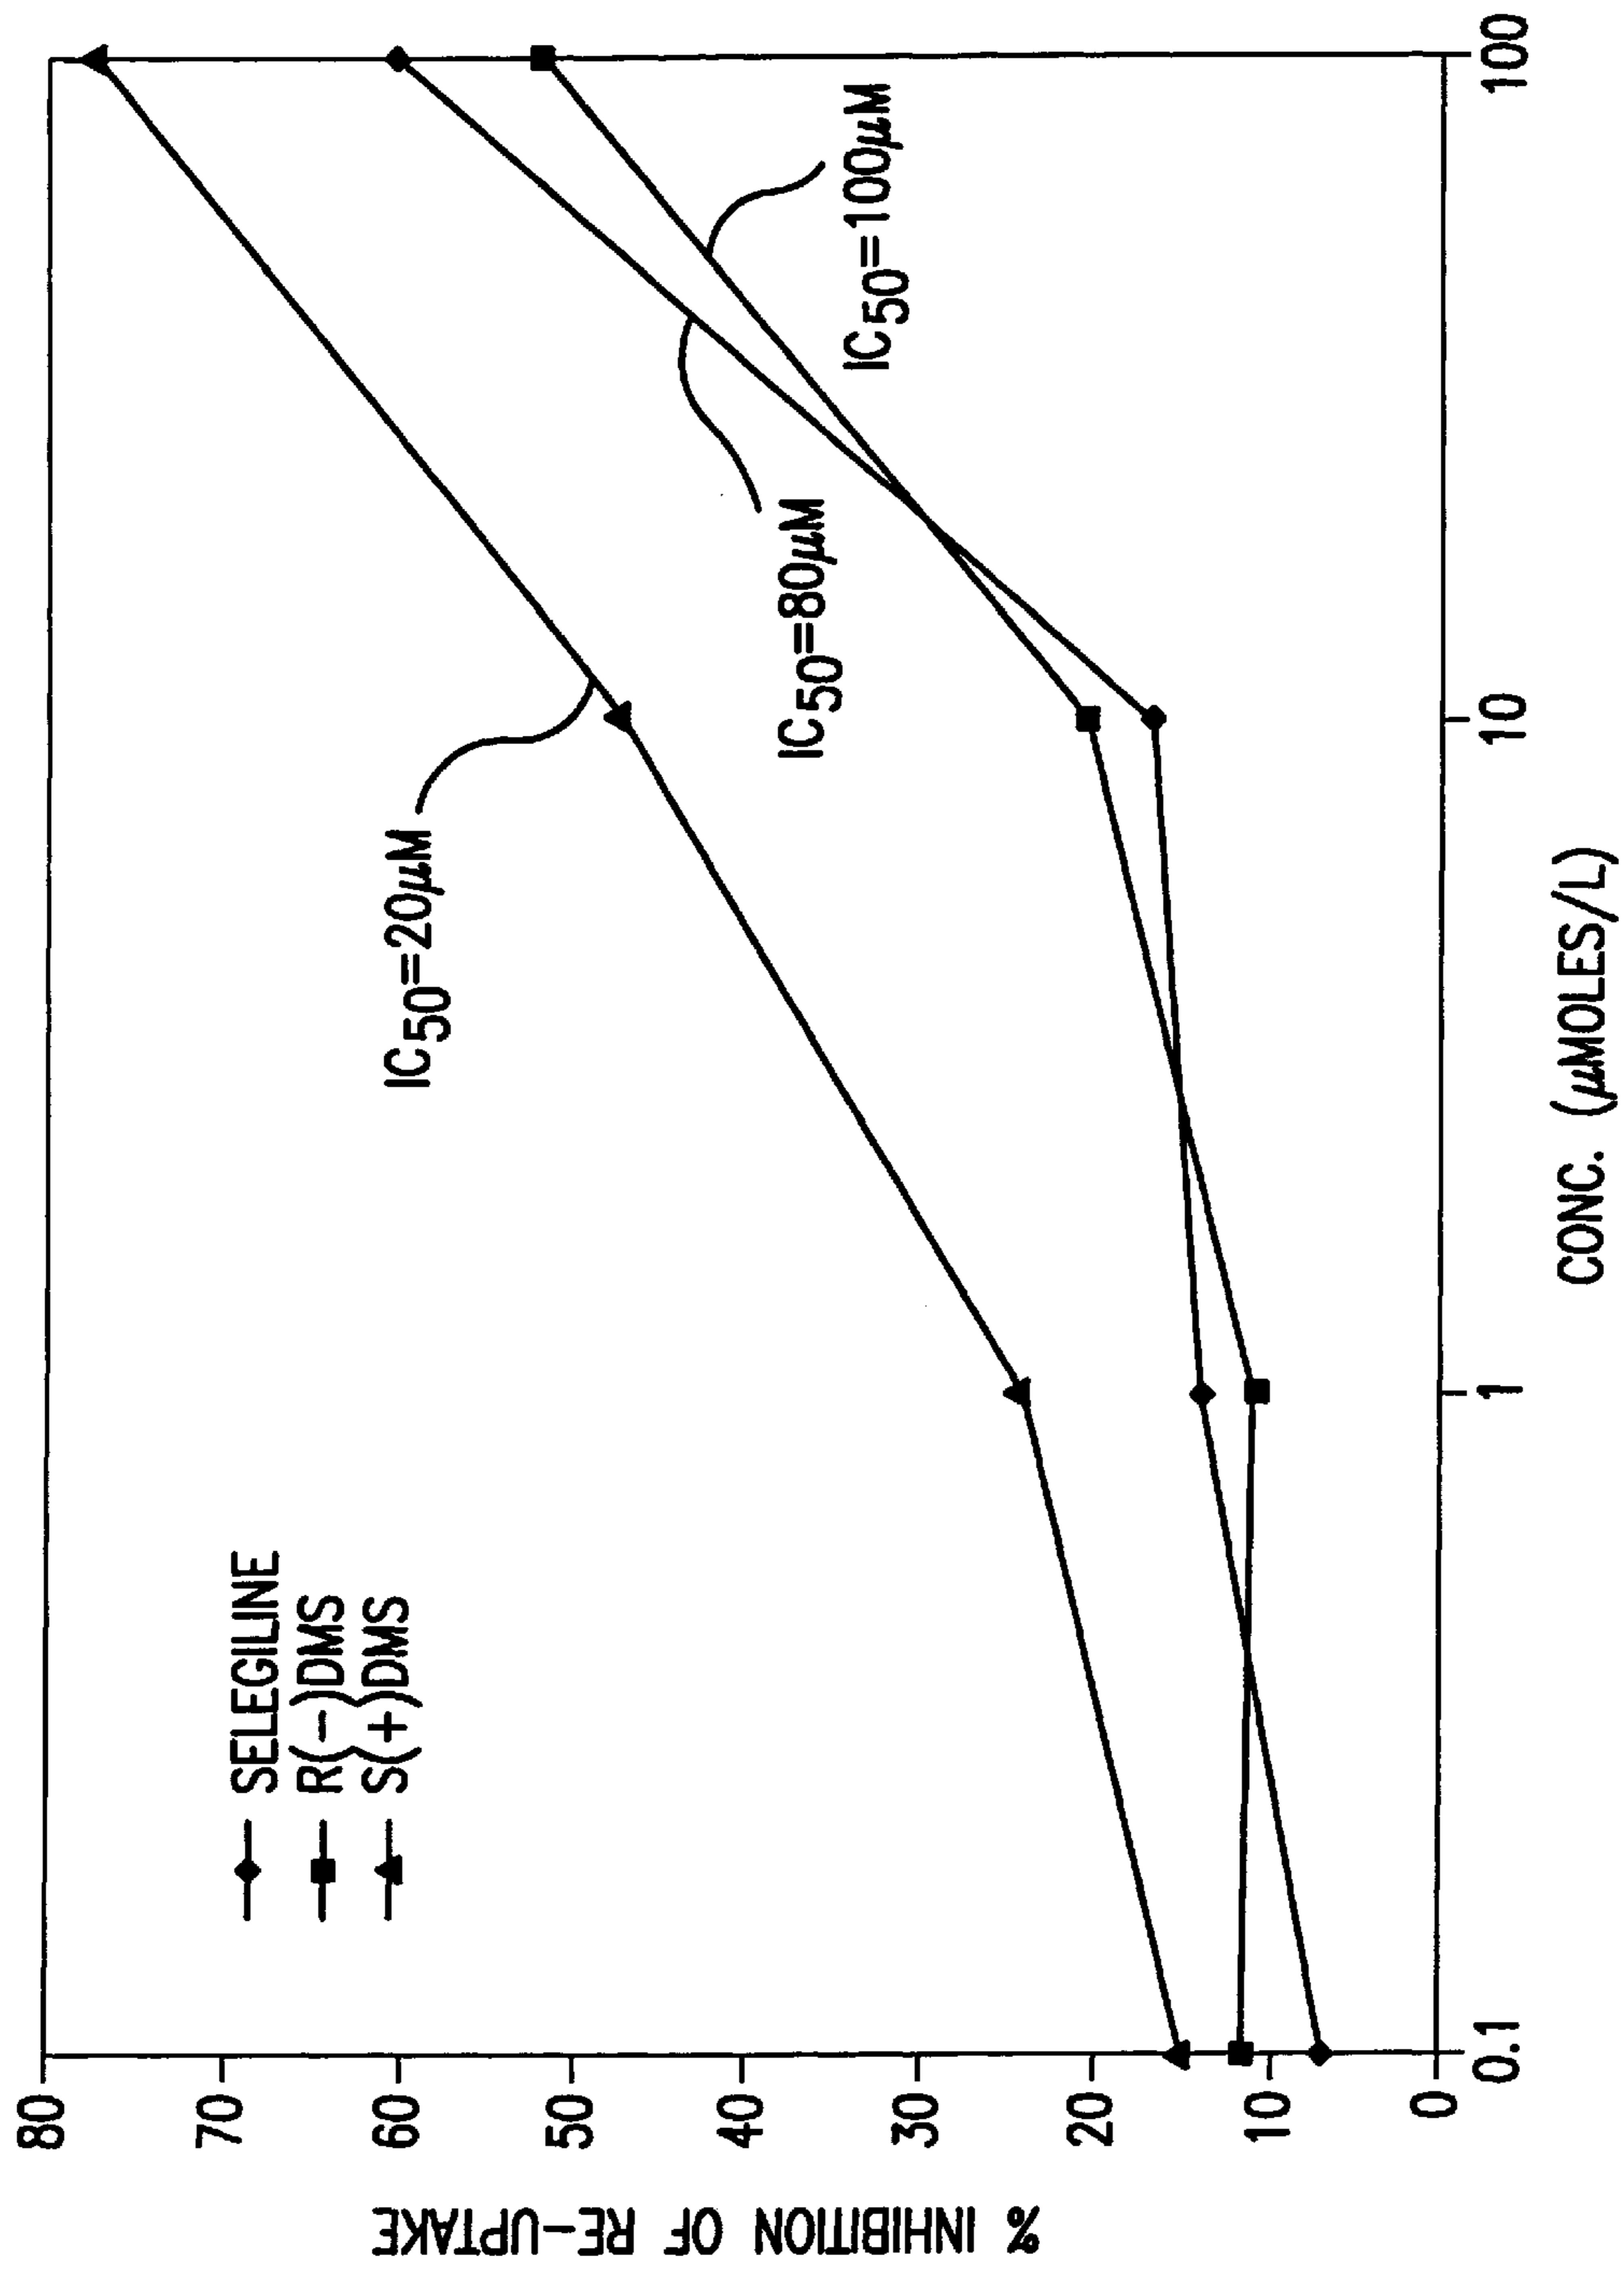 SELEGILINE
R(-)DMS
S(+)DMS
IC50=20µM
IC50=80µM
IC50=100µM
% INHIBITION OF RE-UPTAKE
80
70
60
50
40
30
20
10
0
0.1
1
10
100
CONC. (µMOLES/L)